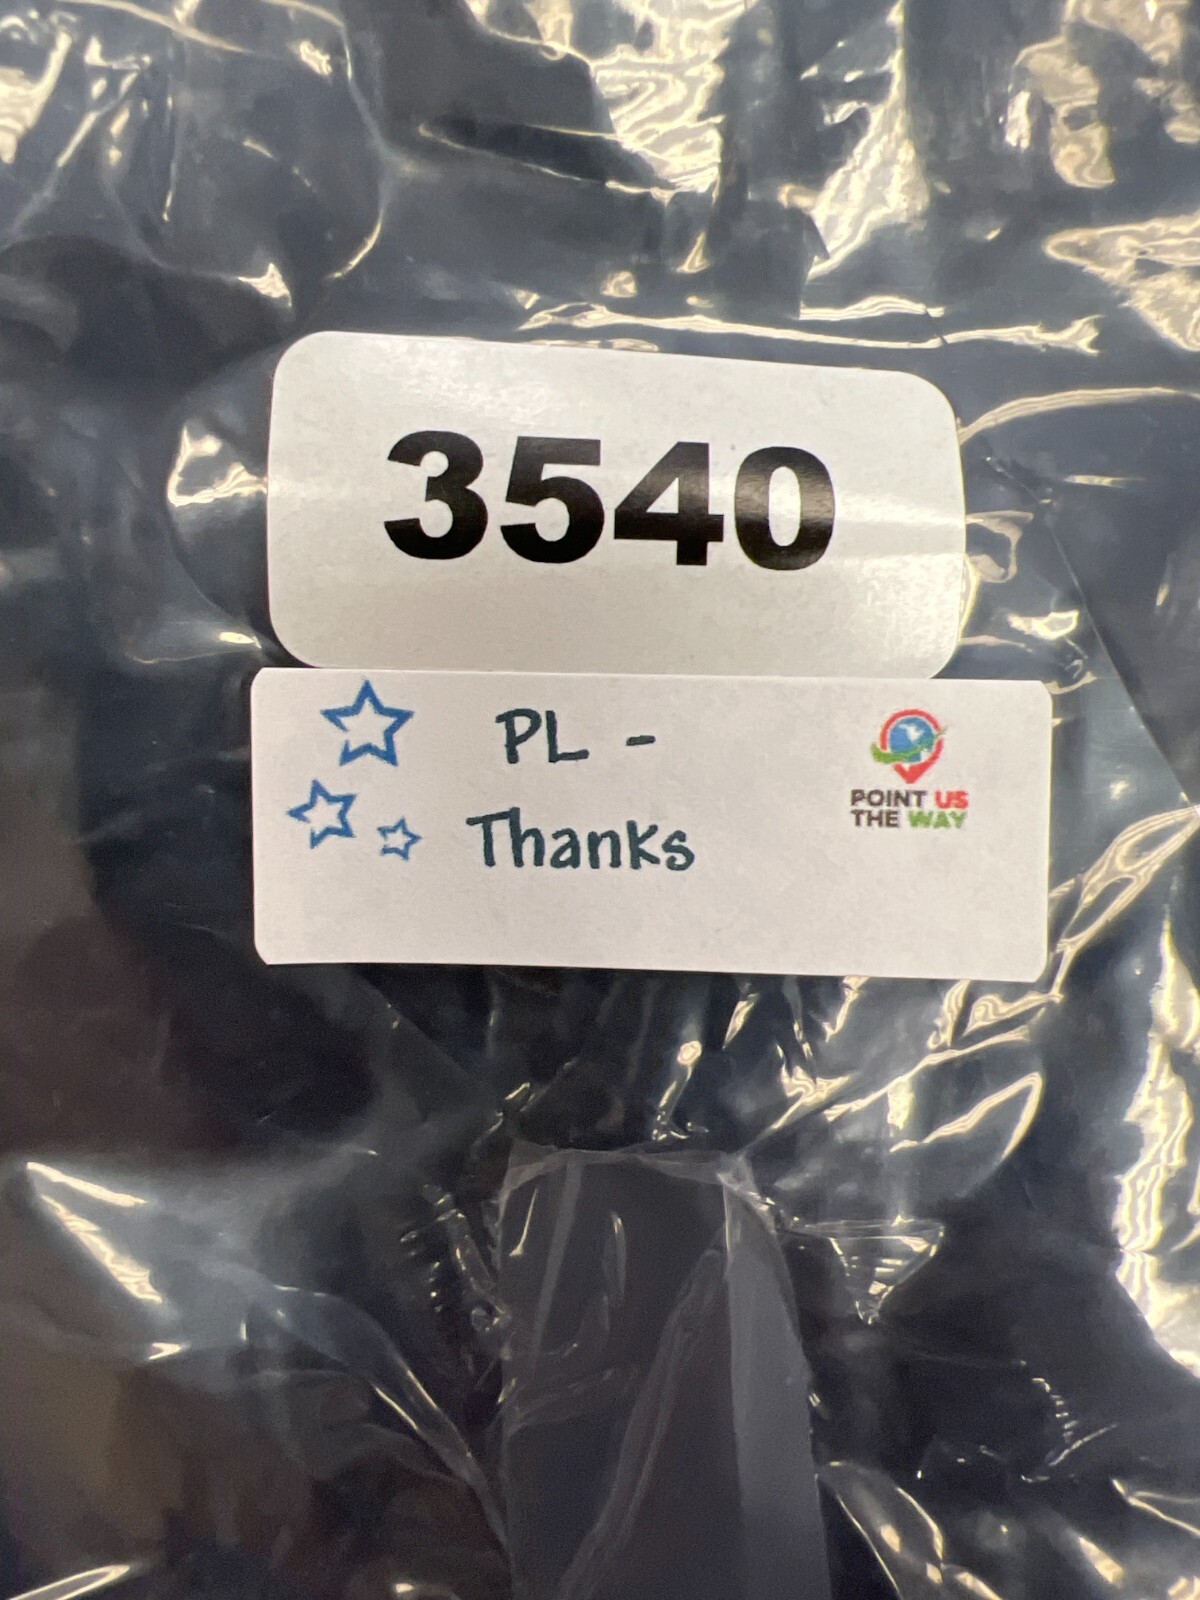 3540
PL -
Thanks
POINT US
THE WAY